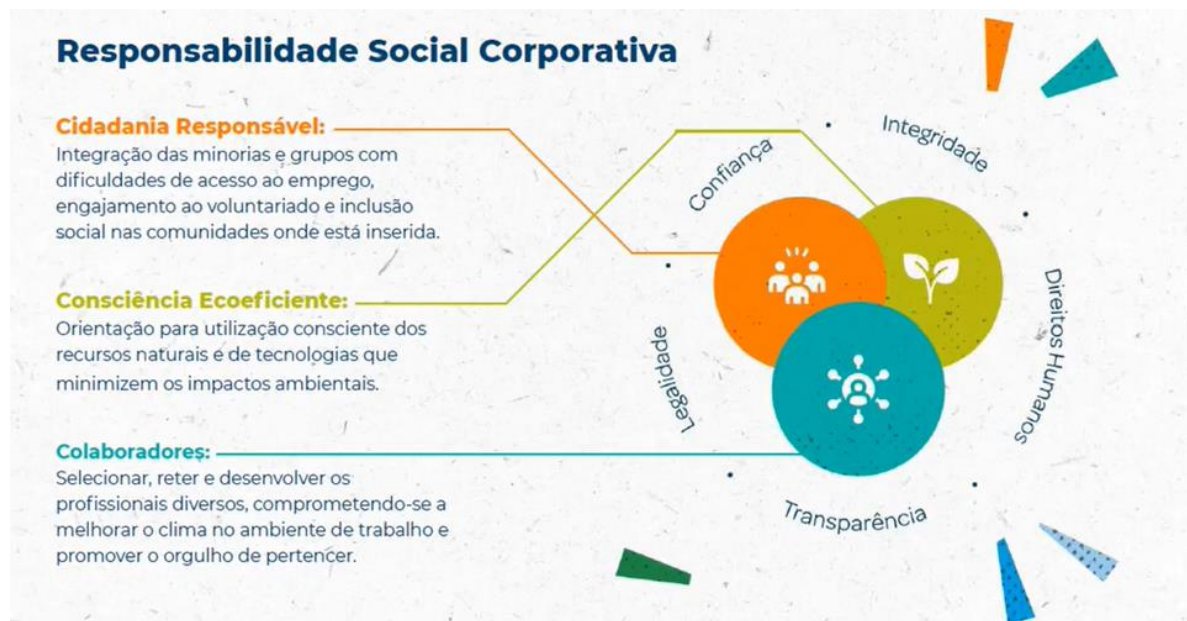 Responsabilidade Social Corporativa
Cidadania Responsável:
Integração das minorias e grupos com
dificuldades de acesso ao emprego,
engajamento ao voluntariado e inclusão
social nas comunidades onde está inserida.
Consciência Ecoeficiente:
Orientação para utilização consciente dos
recursos naturais e de tecnologias que
minimizem os impactos ambientais.
Colaboradores:
Selecionar, reter e desenvolver os
profissionais diversos, comprometendo-se a
melhorar o clima no ambiente de trabalho e
promover o orgulho de pertencer.
Confiança
Integridade
Direitos Humanos
Transparência
Legalidade